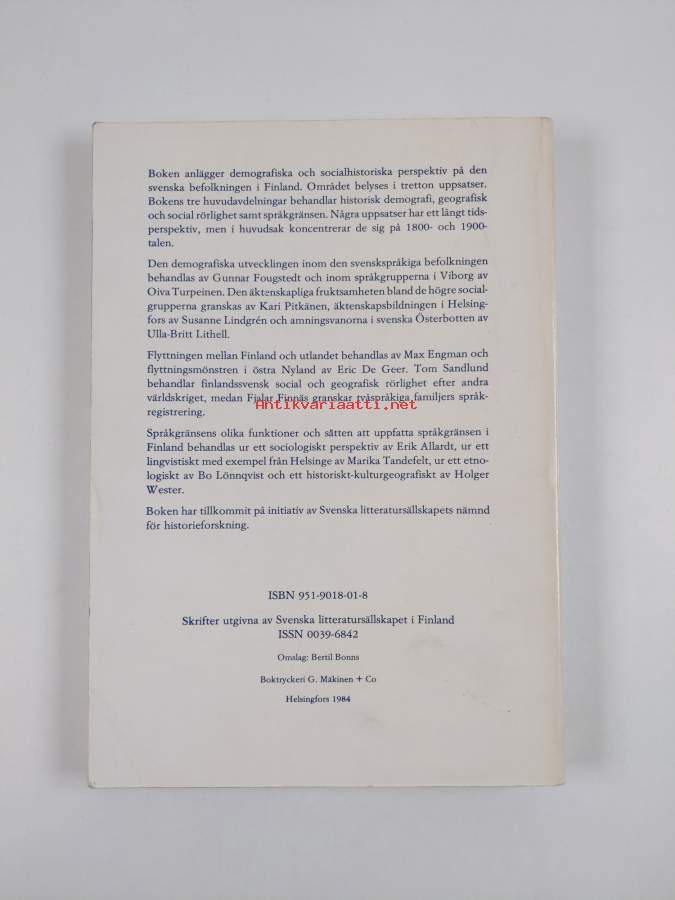 Boken anlägger demografiska och socialhistoriska perspektiv på den
svenska befolkningen i Finland. Området belyses i tretton uppsatser.
Bokens tre huvudavdelningar behandlar historisk demografi, geografisk
och social rörlighet samt språkgränsen. Några uppsatser har ett långt tids-
perspektiv, men i huvudsak koncentrerar de sig på 1800- och 1900-
talen.
Den demografiska utvecklingen inom den svenskspråkiga befolkningen
behandlas av Gunnar Fougstedt och inom språkgrupperna i Viborg av
Oiva Turpeinen. Den äktenskapliga fruktsamheten bland de högre social-
grupperna granskas av Kari Pitkänen, äktenskapsbildningen i Helsing-
fors av Susanne Lindgrén och amningsvanorna i svenska Österbotten av
Ulla-Britt Lithell.
Flyttningen mellan Finland och utlandet behandlas av Max Engman och
flyttningsmönstren i östra Nyland av Eric De Geer. Tom Sandlund
behandlar finlandssvensk social och geografisk rörlighet efter andra
världskriget, medan Fjalar Finnäs granskar tvåspråkiga familjers språk-
Antikvariaatti.net
registrering.
Språkgränsens olika funktioner och sätten att uppfatta språkgränsen i
Finland behandlas ur ett sociologiskt perspektiv av Erik Allardt, ur ett
lingvistiskt med exempel från Helsinge av Marika Tandefelt, ur ett etno-
logiskt av Bo Lönnqvist och ett historiskt-kulturgeografiskt av Holger
Wester.
Boken har tillkommit på initiativ av Svenska litteratursällskapets nämnd
för historieforskning.
ISBN 951-9018-01-8
Skrifter utgivna av Svenska litteratursällskapet i Finland
ISSN 0039-6842
Omslag: Bertil Bonns
Boktryckeri G. Mäkinen + Co
Helsingfors 1984